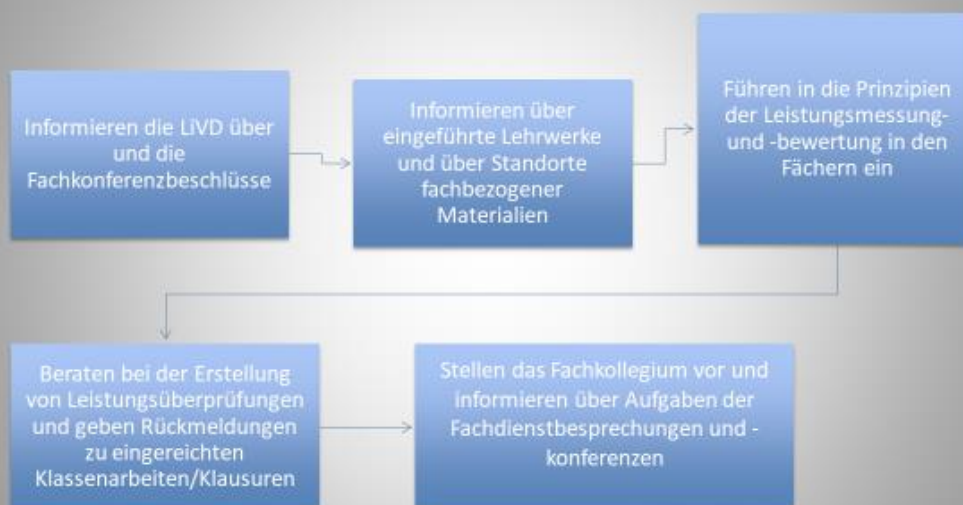 Informieren die LiVD über
und die
Fachkonferenzbeschlüsse
Informieren über
eingeführte Lehrwerke
und über Standorte
fachbezogener
Materialien
Führen in die Prinzipien
der Leistungsmessung-
und -bewertung in den
Fächern ein
Beraten bei der Erstellung
von Leistungsüberprüfungen
und geben Rückmeldungen
zu eingereichten
Klassenarbeiten/Klausuren
Stellen das Fachkollegium vor und
informieren über Aufgaben der
Fachdienstbesprechungen und -
konferenzen